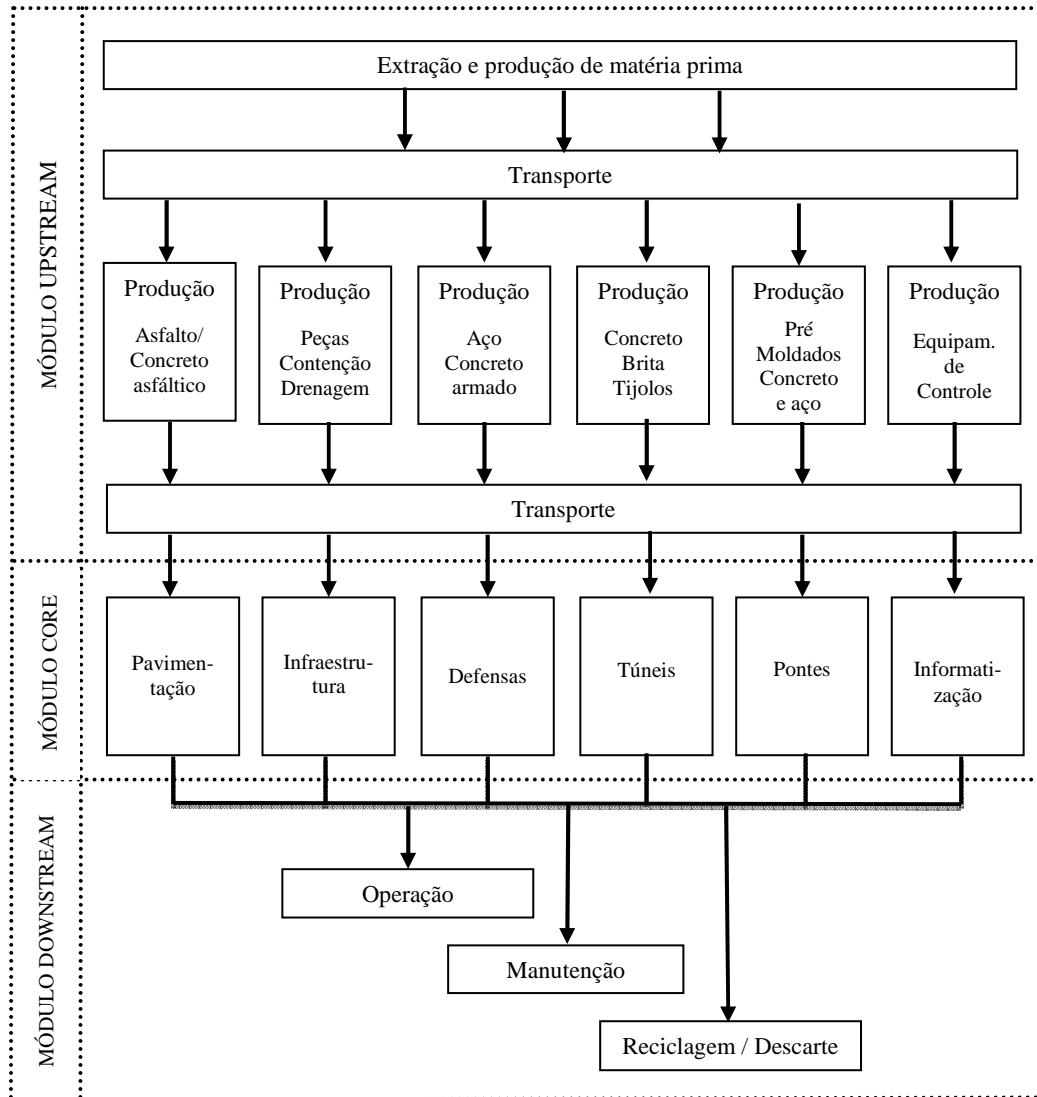 MÓDULO UPSTREAM
Extração e produção de matéria prima
Transporte
Produção
Asfalto/
Concreto
asfáltico
Produção
Peças
Contenção
Drenagem
Produção
Aço
Concreto
armado
Produção
Concreto
Brita
Tijolos
Produção
Pré
Moldados
Concreto
e aço
Produção
Equipam.
de
Controle
Transporte
MÓDULO CORE
Pavimen-
tação
Infraestru-
tura
Defensas
Túneis
Pontes
Informati-
zação
MÓDULO DOWNSTREAM
Operação
Manutenção
Reciclagem / Descarte